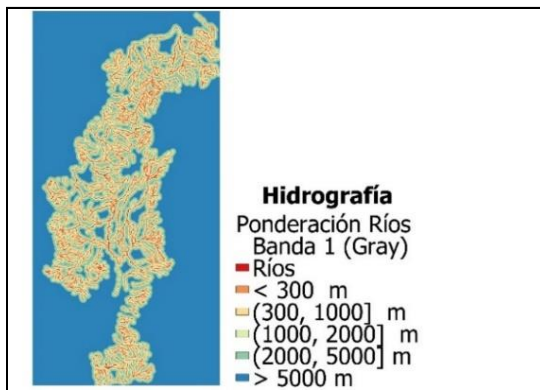 Hidrografía
Ponderación Ríos
Banda 1 (Gray)
Ríos
< 300 m
(300, 1000] m
(1000, 2000] m
(2000, 5000] m
> 5000 m